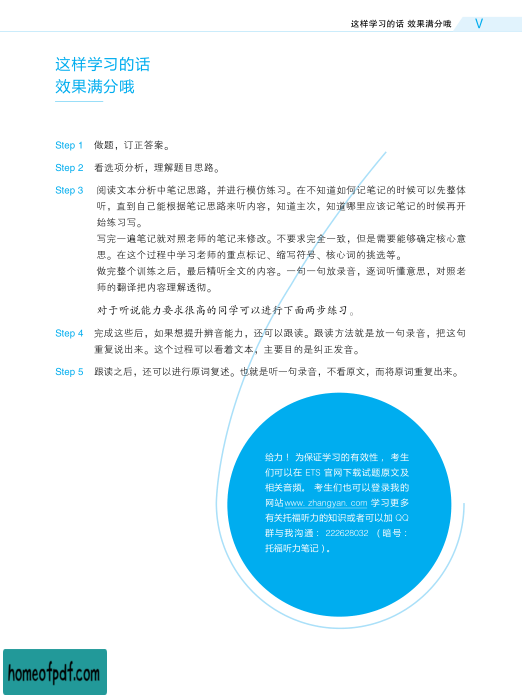 这样学习的话 效果满分哦 V
这样学习的话
效果满分哦
Step 1 做题，订正答案。
Step 2 看选项分析，理解题目思路。
Step 3 阅读文本分析中笔记思路，并进行模仿练习。在不知道如何记笔记的时候可以先整体
听，直到自己能根据笔记思路来听内容，知道主次，知道哪里应该记笔记的时候再开
始练习写。
写完一遍笔记就对照老师的笔记来修改。不要求完全一致，但是需要能够确定核心意
思。在这个过程中学习老师的重点标记、缩写符号、核心词的挑选等。
做完整个训练之后，最后精听全文的内容。一句一句放录音，逐词听懂意思，对照老
师的翻译把内容理解透彻。
对于听说能力要求很高的同学可以进行下面两步练习。
Step 4 完成这些后，如果想提升辨音能力，还可以跟读。跟读方法就是放一句录音，把这句
重复说出来。这个过程可以看着文本，主要目的是纠正发音。
Step 5 跟读之后，还可以进行原词复述。也就是听一句录音，不看原文，而将原词重复出来。
给力！ 为保证学习的有效性， 考生
们可以在 ETS 官网下载试题原文及
相关音频。 考生们也可以登录我的
网站www. zhangyan. com 学习更多
有关托福听力的知识或者可以加 QQ
群与我沟通： 222628032 （暗号：
托福听力笔记）。
homeofpdf.com